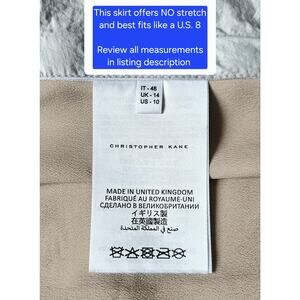 This skirt offers NO stretch
and best fits like a U.S. 8
Review all measurements
in listing description
IT - 46
UK - 14
US - 10
CHRISTOPHER KANE
MADE IN UNITED KINGDOM
FABRIQUÉ AU ROYAUME-UNI
СДЕЛАНО В ВЕЛИКОБРИТАНИИ
イギリス製
在英國製造
صنع في المملكة المتحدة